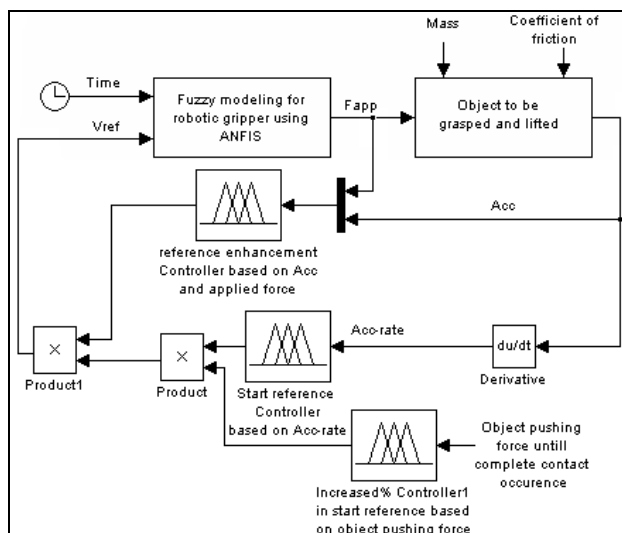 Mass
Coefficient of
friction
Time
Vref
Fuzzy modeling for
robotic gripper using
ANFIS
Fapp
Object to be
grasped and lifted
Acc
reference enhancement
Controller based on Acc
and applied force
Acc-rate
du/dt
Derivative
×
Product1
×
Product
Start reference
Controller
based on Acc-rate
Object pushing
force untill
complete contact
occurence
Increased% Controller1
in start reference based
on object pushing force